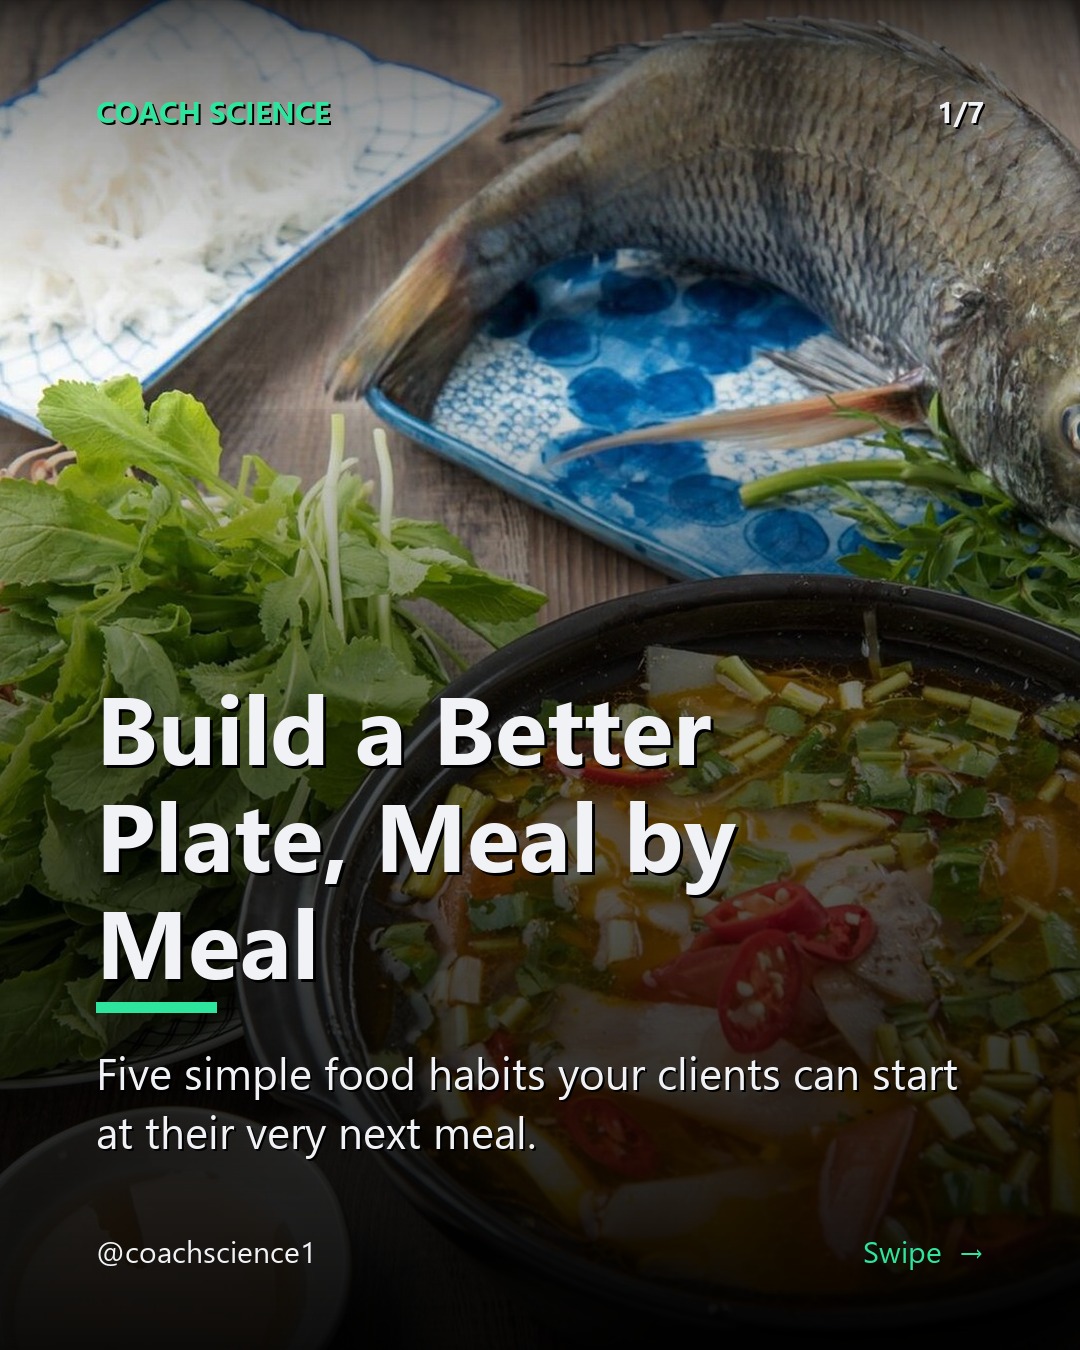 COACH SCIENCE
1/7
Build a Better
Plate, Meal by
Meal
Five simple food habits your clients can start
at their very next meal.
@coachscience1
Swipe →